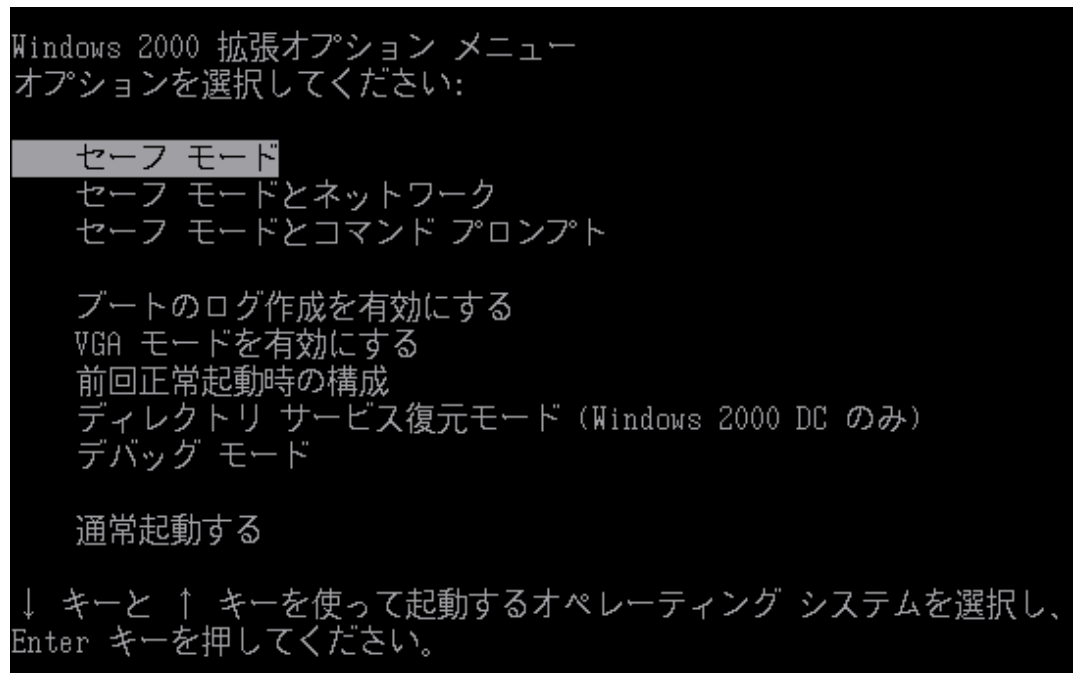 Windows 2000 拡張オプション メニュー
オプションを選択してください:
セーフ モード
セーフ モードとネットワーク
セーフ モードとコマンド プロンプト
ブートのログ作成を有効にする
VGA モードを有効にする
前回正常起動時の構成
ディレクトリ サービス復元モード (Windows 2000 DC のみ)
デバッグ モード
通常起動する
↓ キーと ↑ キーを使って起動するオペレーティング システムを選択し、
Enter キーを押してください。